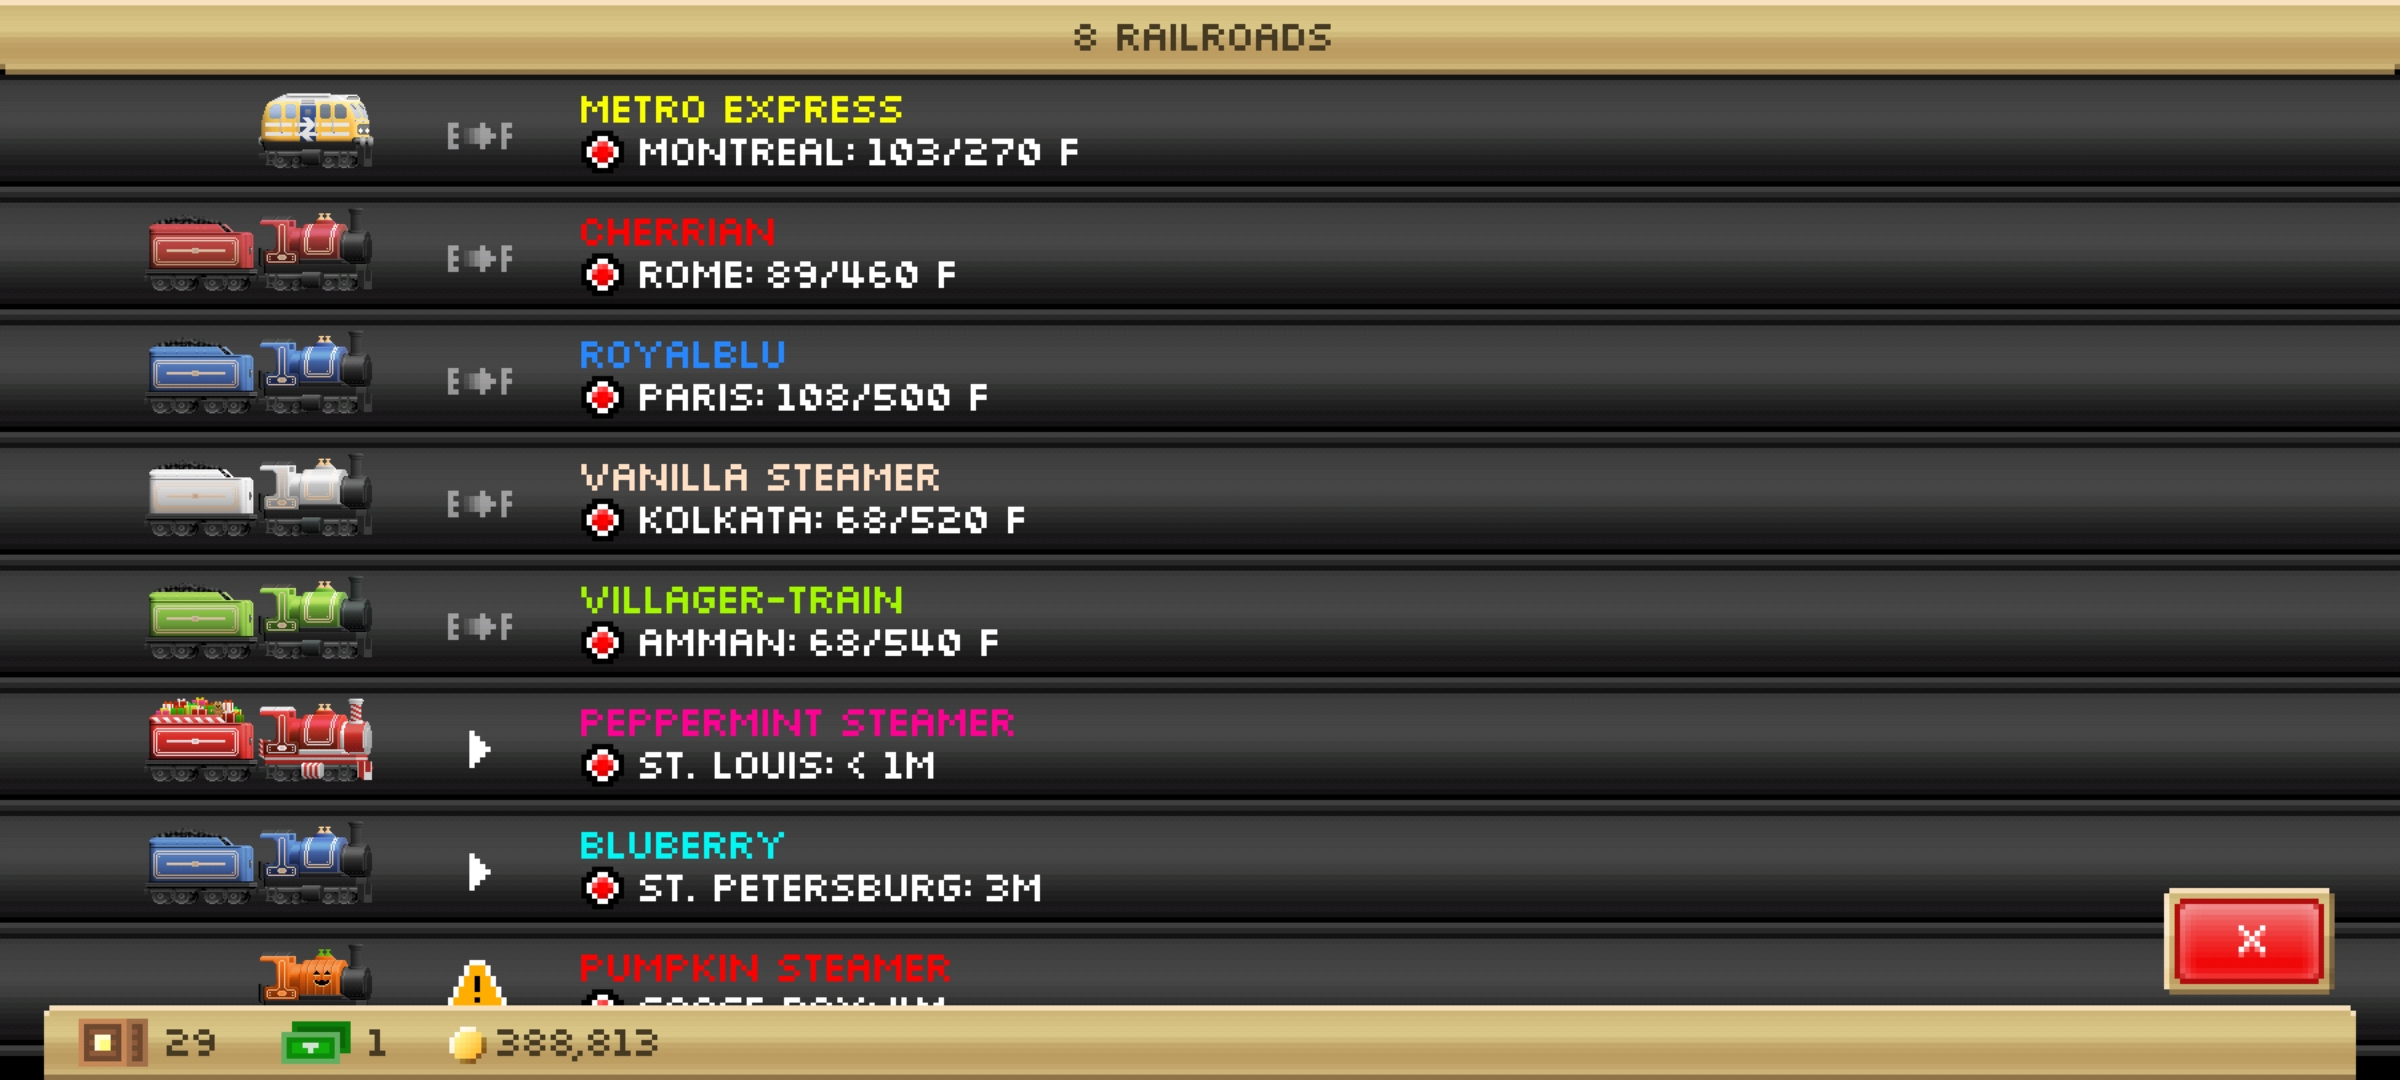 8 RAILROADS
METRO EXPRESS
E F
MONTREAL: 103/270 F
CHERRIAN
E F
ROME: 89/460 F
ROYALBLU
E F
PARIS: 108/500 F
VANILLA STEAMER
E F
KOLKATA: 68/520 F
VILLAGER-TRAIN
E F
AMMAN: 68/540 F
PEPPERMINT STEAMER
ST. LOUIS: < 1M
BLUBERRY
ST. PETERSBURG: 3M
X
PUMPKIN STEAMER
29 1 388,813